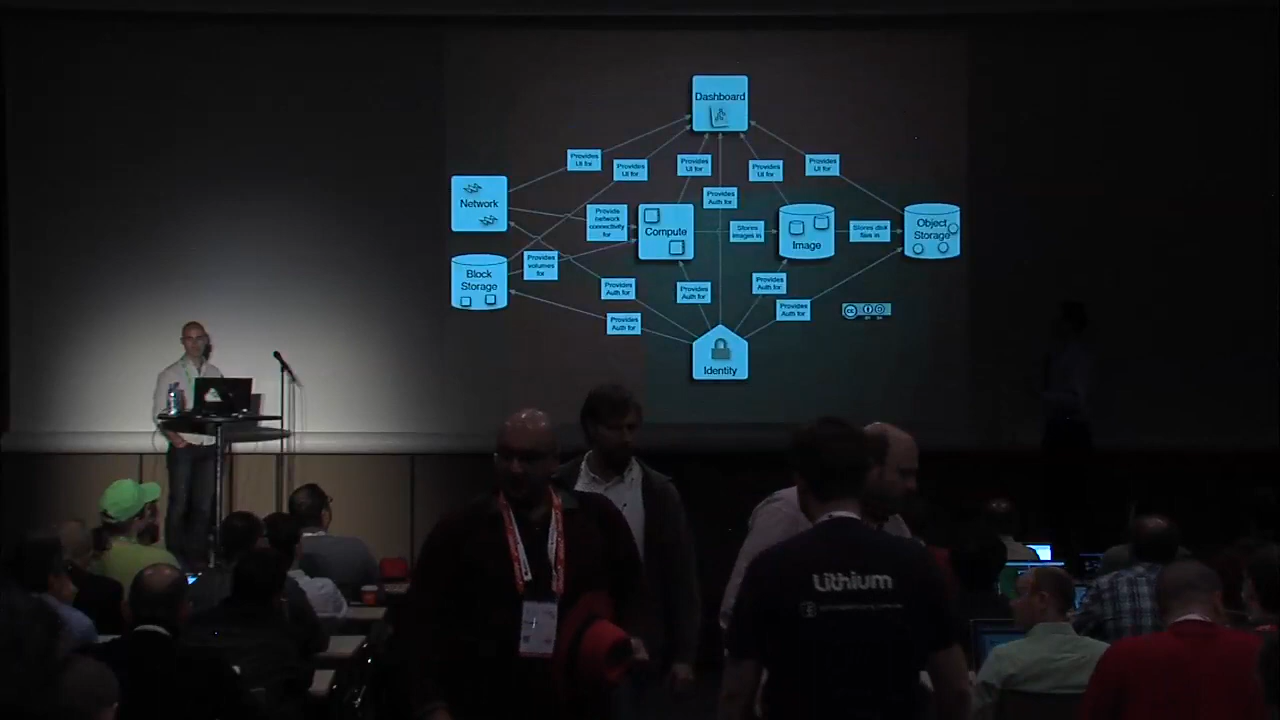 Dashboard
Provides
UI for
Provides
UI for
Provides
UI for
Provides
UI for
Provides
UI for
Provides
Auth for
Network
Provide
network
connectivity
for
Compute
Stores
images in
Image
Stores disk
files in
Object
Storage
Provides
volumes
for
Block
Storage
Provides
Auth for
Provides
Auth for
Provides
Auth for
Provides
Auth for
Provides
Auth for
cc
Identity
Lithium